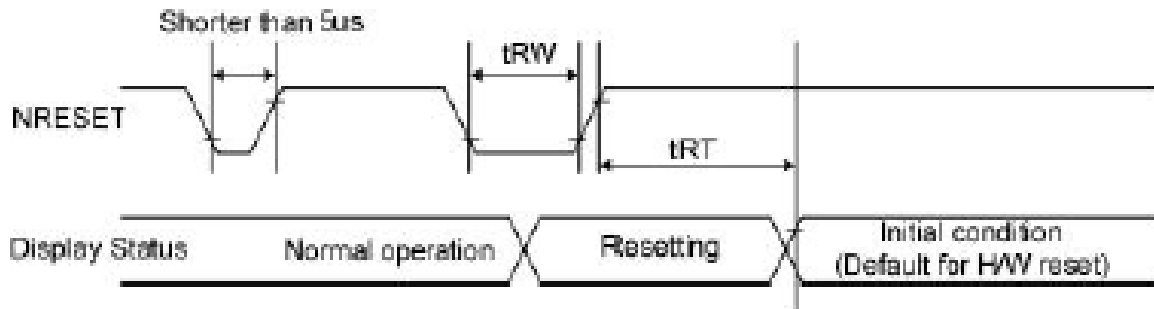 Shorter than 5us
tRW
NRESET
tRT
Display Status
Normal operation
Resetting
Initial condition
(Default for H/W reset)